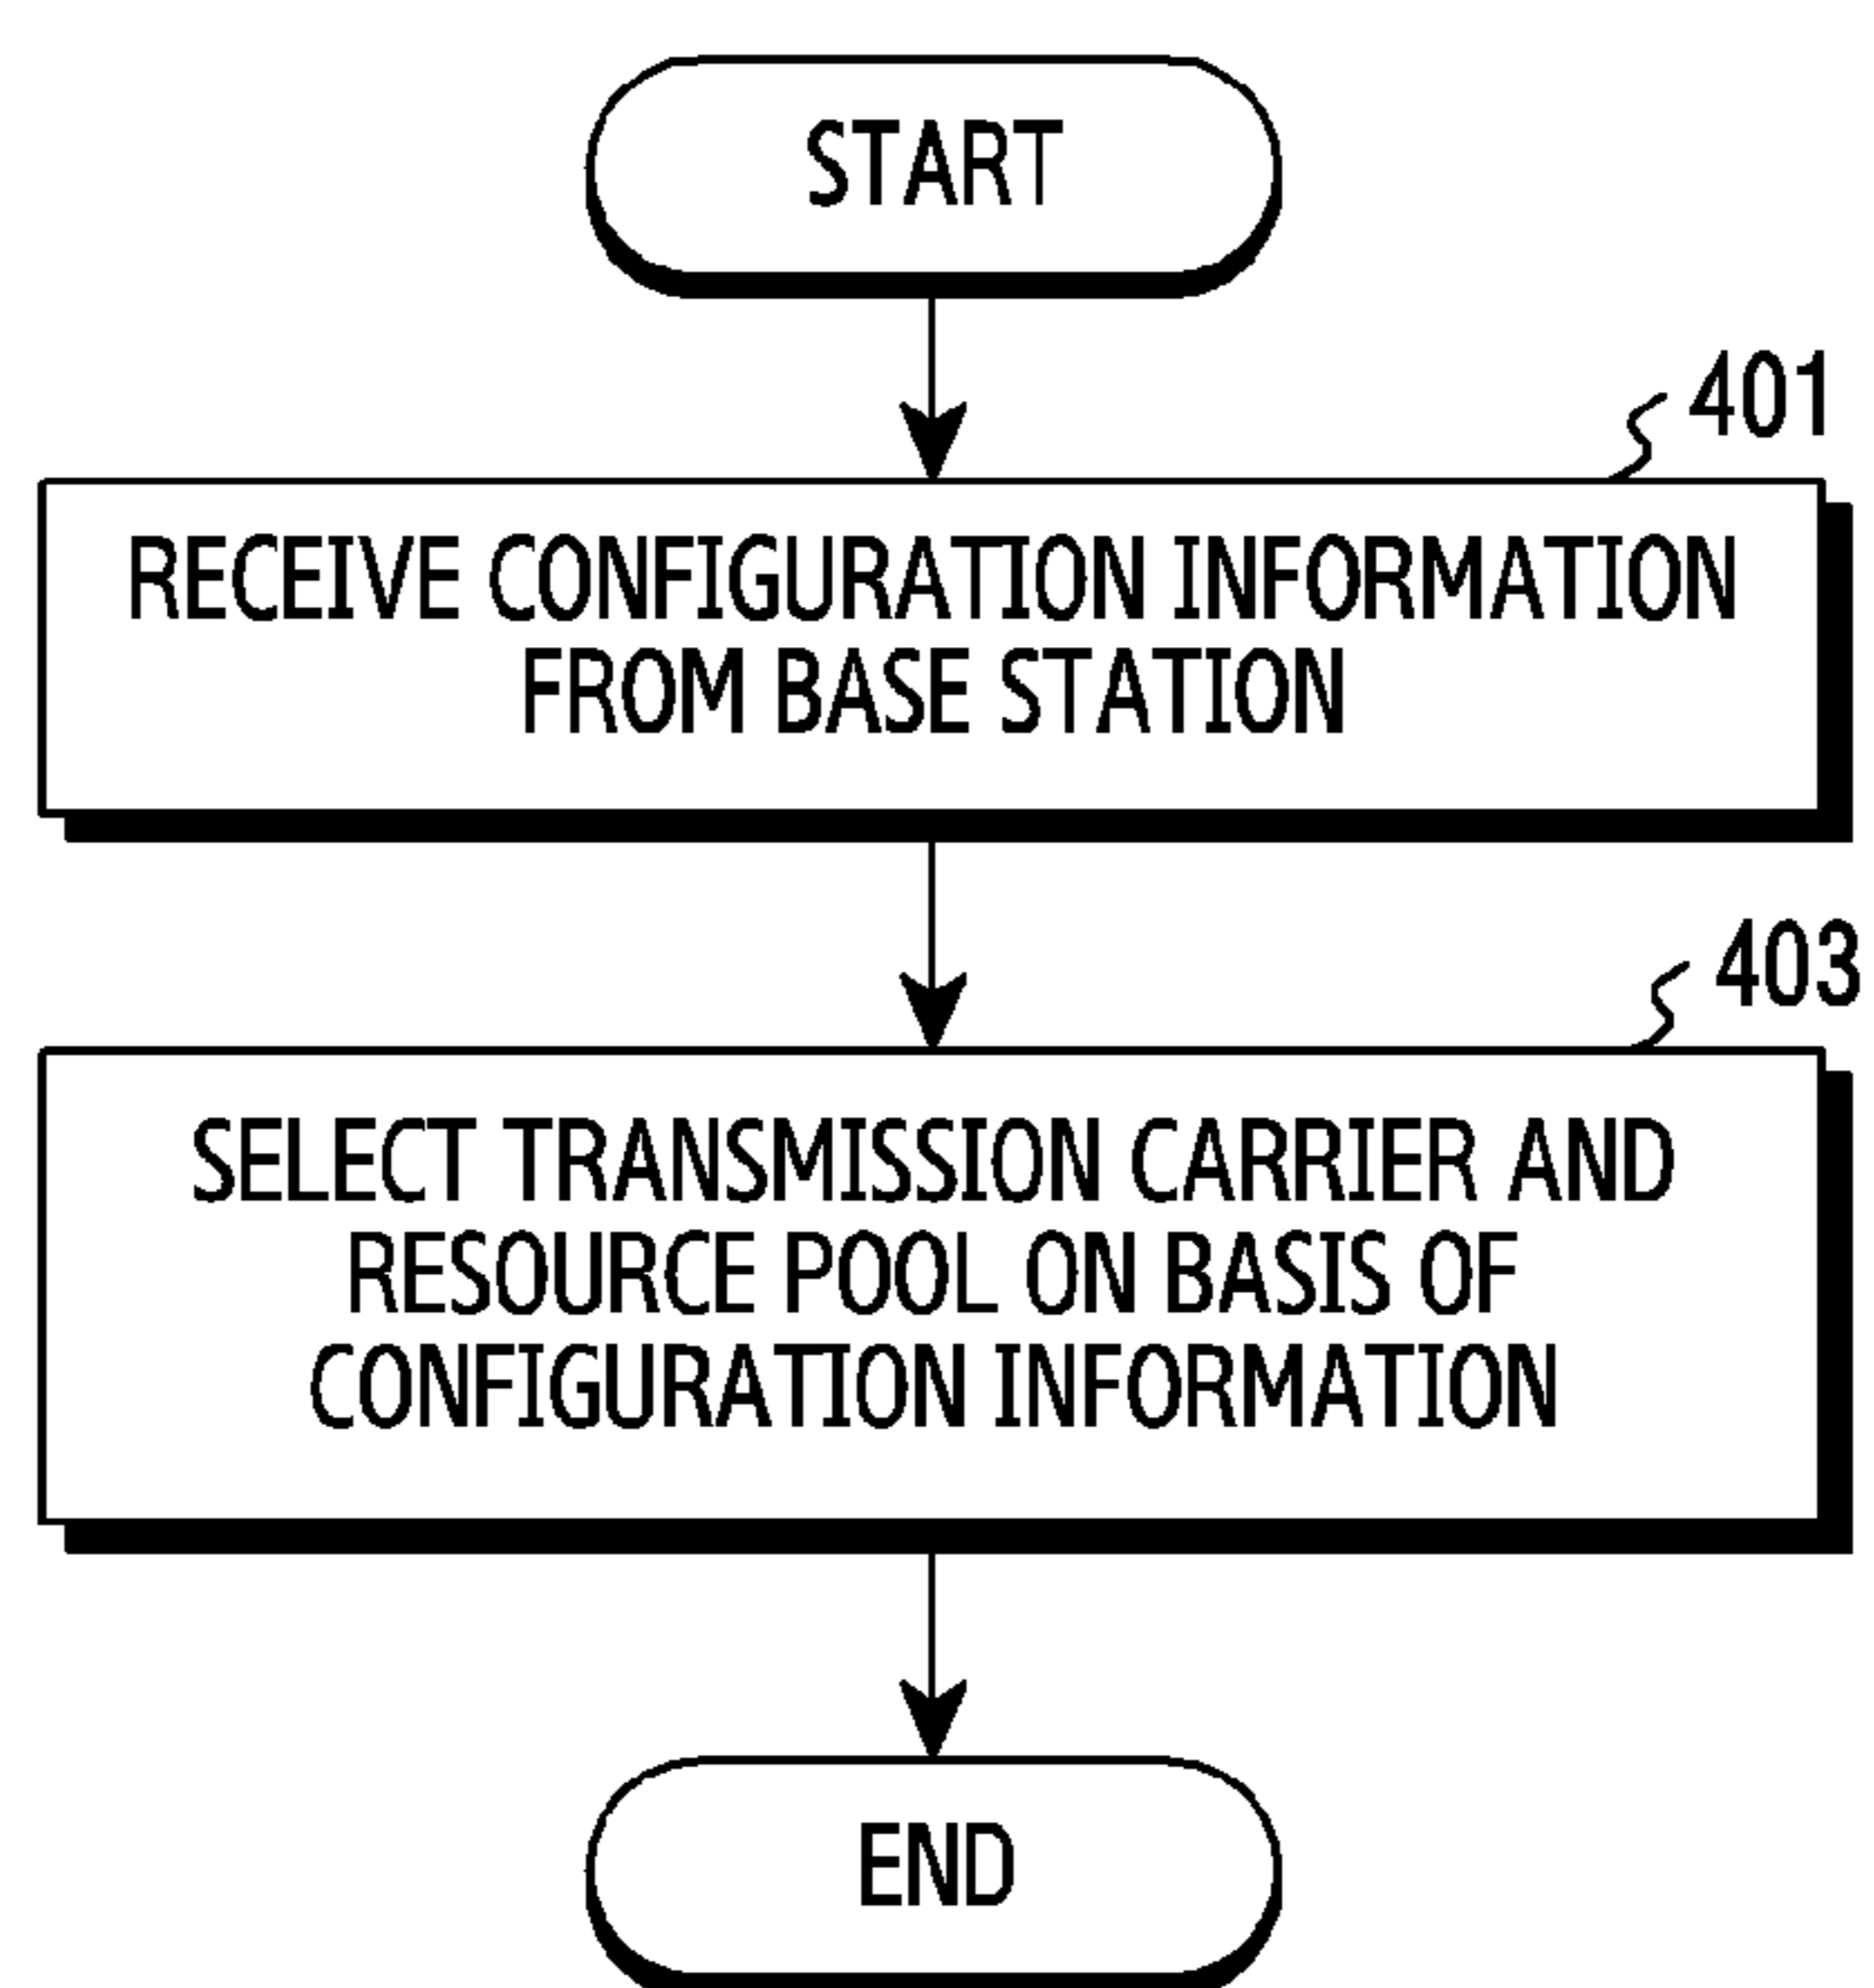 START
401
RECEIVE CONFIGURATION INFORMATION
FROM BASE STATION
403
SELECT TRANSMISSION CARRIER AND
RESOURCE POOL ON BASIS OF
CONFIGURATION INFORMATION
END